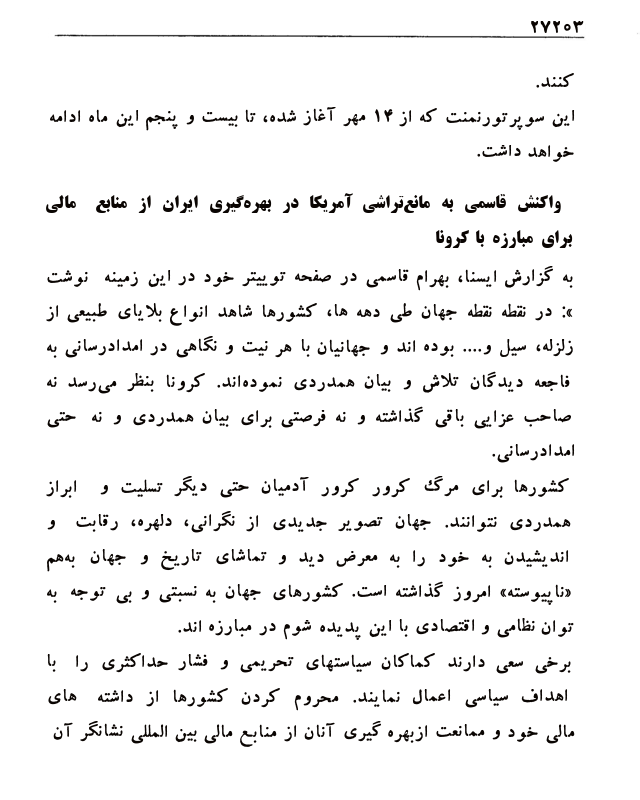 ۲۷۲۰۳
کنند.
این سوپرتورنمنت که از ۱۴ مهر آغاز شده، تا بیست و پنجم این ماه ادامه
خواهد داشت.
واکنش قاسمی به مانع‌تراشی آمریکا در بهره‌گیری ایران از منابع مالی
برای مبارزه با کرونا
به گزارش ایسنا، بهرام قاسمی در صفحه توییتر خود در این زمینه نوشت
»: در نقطه نقطه جهان طی دهه ها، کشورها شاهد انواع بلایای طبیعی از
زلزله، سیل و.... بوده اند و جهانیان با هر نیت و نگاهی در امدادرسانی به
فاجعه دیدگان تلاش و بیان همدردی نموده‌اند. کرونا بنظر می‌رسد نه
صاحب عزایی باقی گذاشته و نه فرصتی برای بیان همدردی و نه حتی
امدادرسانی.
کشورها برای مرگ کرور کرور آدمیان حتی دیگر تسلیت و ابراز
همدردی نتوانند. جهان تصویر جدیدی از نگرانی، دلهره، رقابت و
اندیشیدن به خود را به معرض دید و تماشای تاریخ و جهان به‌هم
«ناپیوسته» امروز گذاشته است. کشورهای جهان به نسبتی و بی توجه به
توان نظامی و اقتصادی با این پدیده شوم در مبارزه اند.
برخی سعی دارند کماکان سیاستهای تحریمی و فشار حداکثری را با
اهداف سیاسی اعمال نمایند. محروم کردن کشورها از داشته های
مالی خود و ممانعت ازبهره گیری آنان از منابع مالی بین المللی نشانگر آن